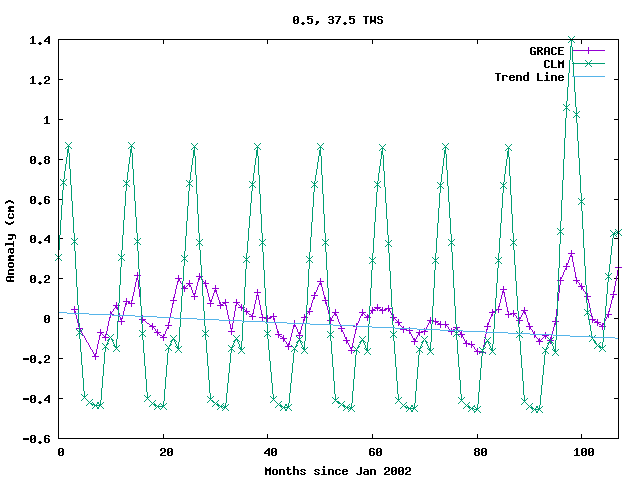 0.5, 37.5 TWS
1.4
1.2
1
0.8
0.6
0.4
0.2
0
-0.2
-0.4
-0.6
Anomaly (cm)
GRACE
CLM
Trend Line
0 20 40 60 80 100
Months since Jan 2002